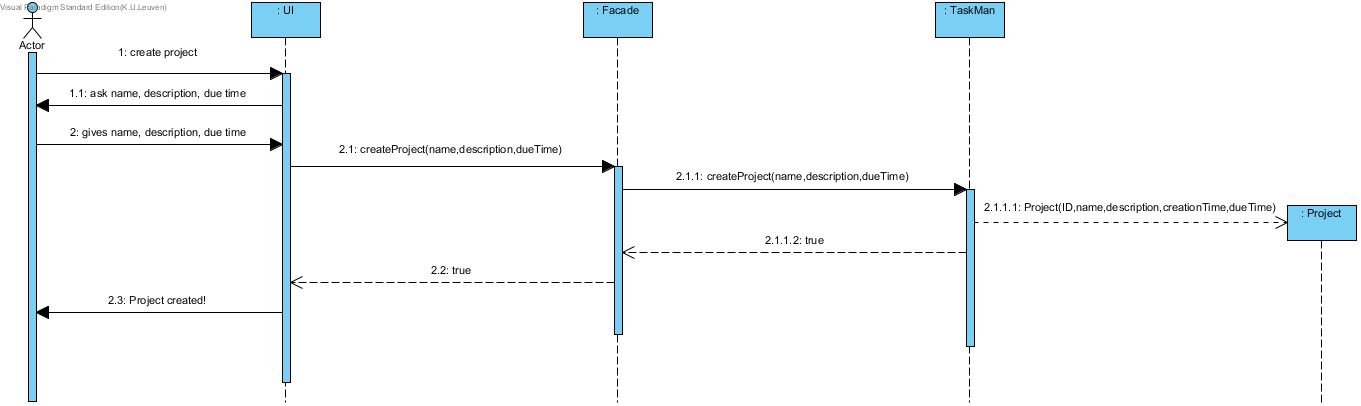 Visual Paradigm Standard Edition(K.U.Leuven)
: UI
: Facade
: TaskMan
Actor
1: create project
1.1: ask name, description, due time
2: gives name, description, due time
2.1: createProject(name,description,dueTime)
2.1.1: createProject(name,description,dueTime)
2.1.1.1: Project(ID,name,description,creationTime,dueTime)
: Project
2.1.1.2: true
2.2: true
2.3: Project created!